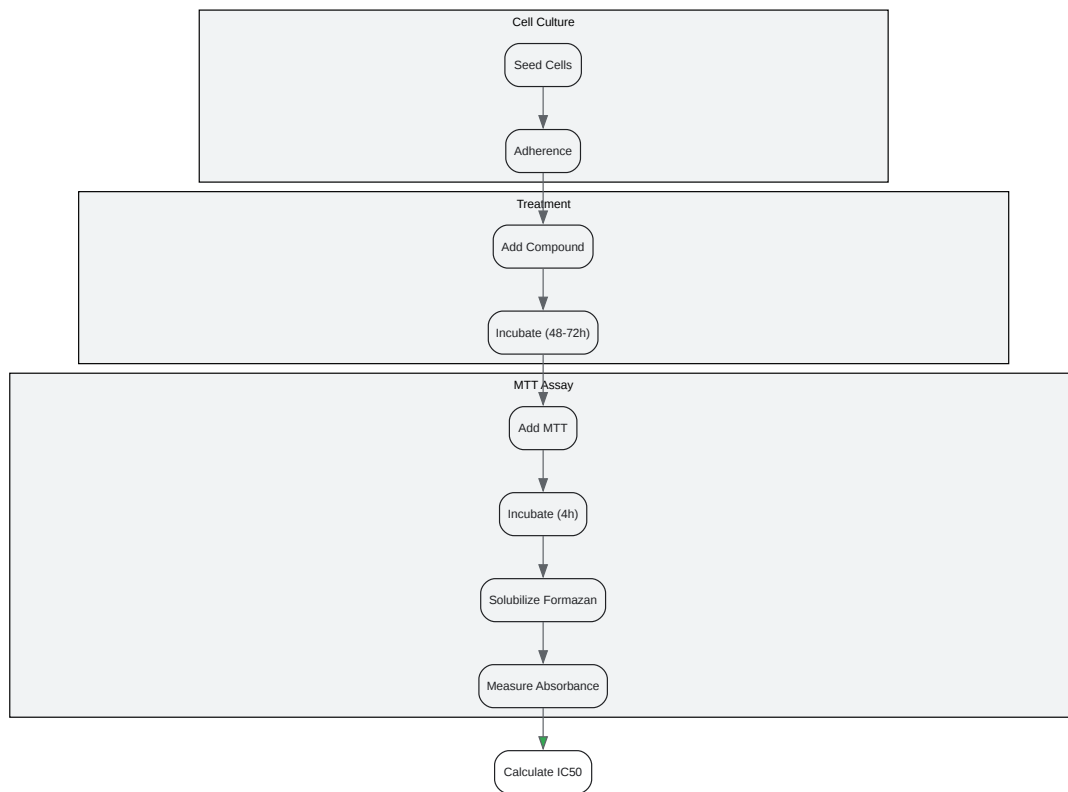 Cell Culture
Seed Cells
Adherence
Treatment
Add Compound
Incubate (48-72h)
MTT Assay
Add MTT
Incubate (4h)
Solubilize Formazan
Measure Absorbance
Calculate IC50